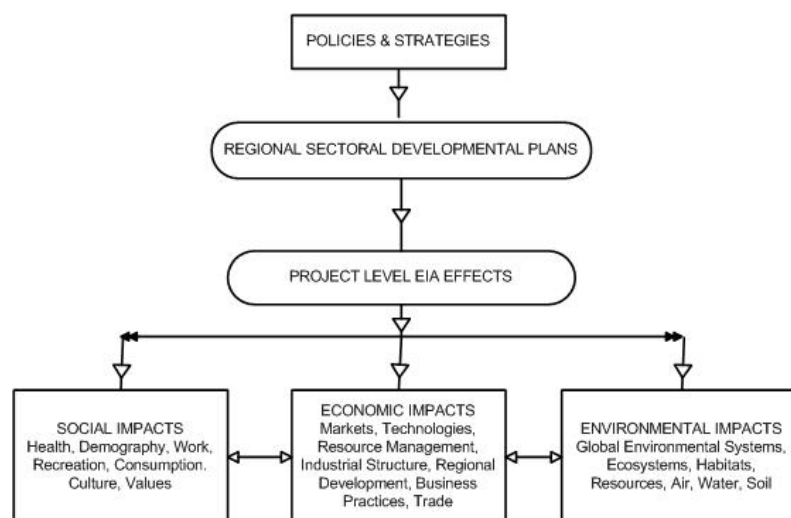 POLICIES & STRATEGIES
REGIONAL SECTORAL DEVELOPMENTAL PLANS
PROJECT LEVEL EIA EFFECTS
SOCIAL IMPACTS
Health, Demography, Work,
Recreation, Consumption.
Culture, Values
ECONOMIC IMPACTS
Markets, Technologies,
Resource Management,
Industrial Structure, Regional
Development, Business
Practices, Trade
ENVIRONMENTAL IMPACTS
Global Environmental Systems,
Ecosystems, Habitats,
Resources, Air, Water, Soil